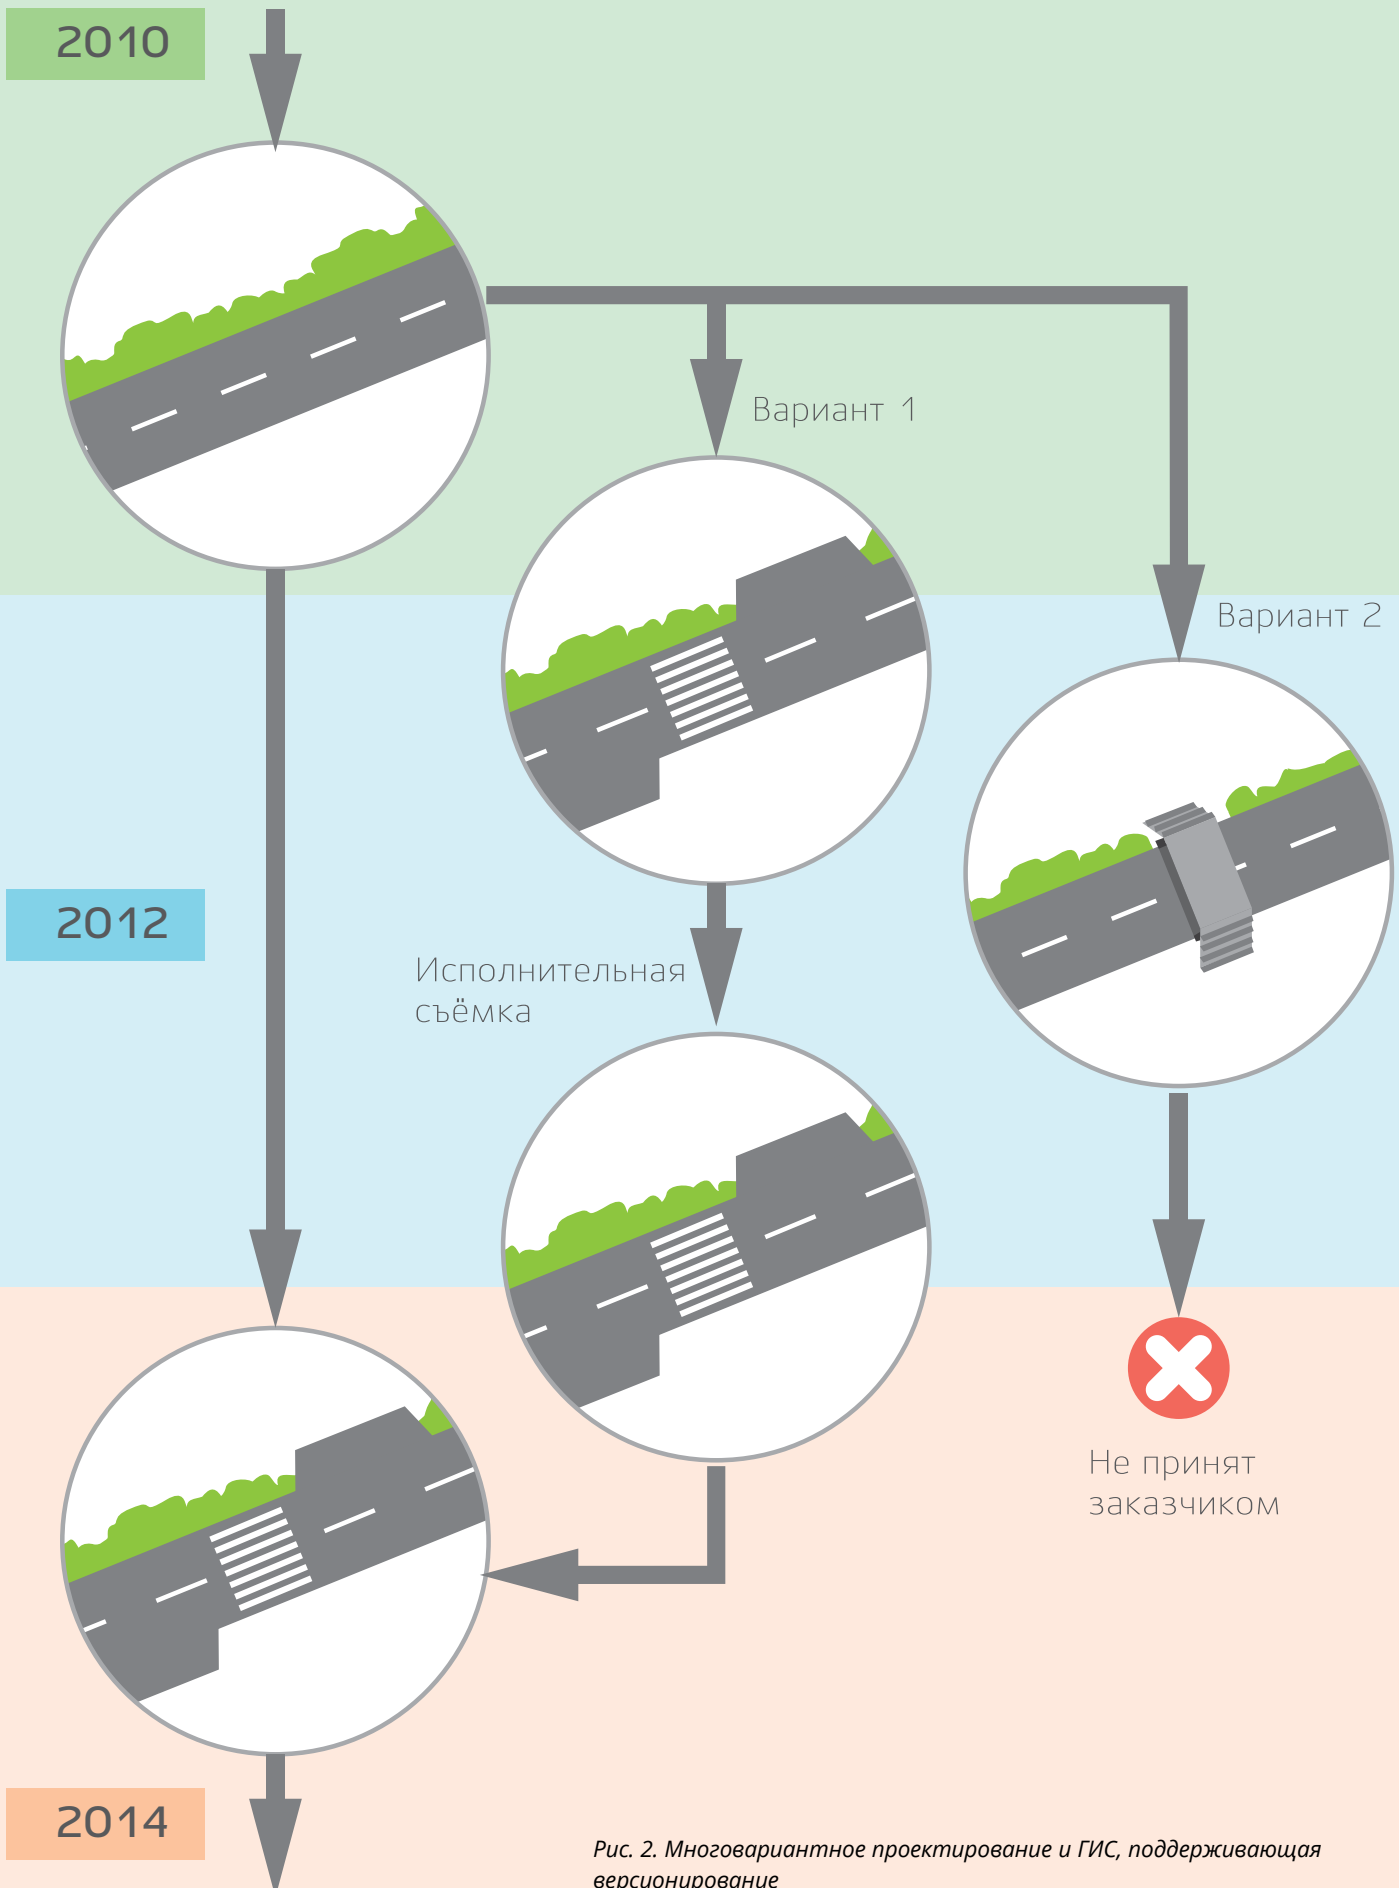 2010
Вариант 1
Вариант 2
2012
Исполнительная
съёмка
Не принят
заказчиком
2014
Рис. 2. Многовариантное проектирование и ГИС, поддерживающая
версионирование